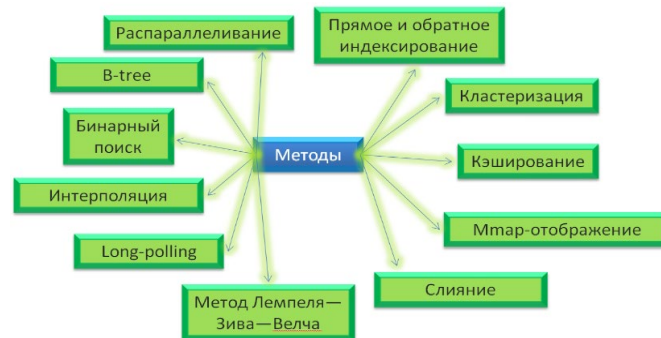 Распараллеливание
Прямое и обратное
индексирование
B-tree
Кластеризация
Бинарный
поиск
Методы
Кэширование
Интерполяция
Mmap-отображение
Long-polling
Слияние
Метод Лемпеля—
Зива—Велча